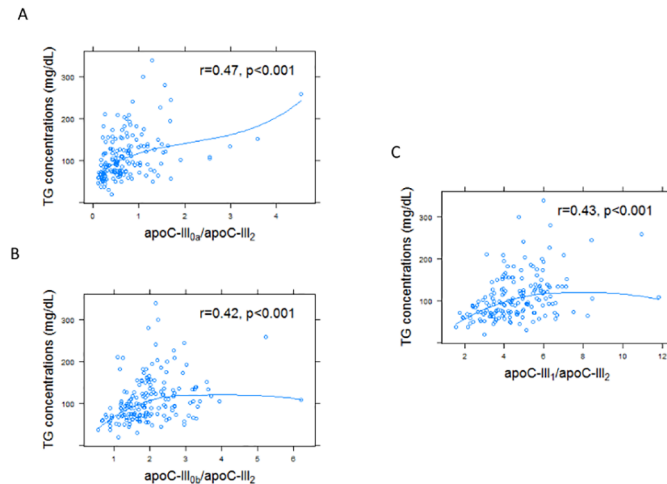 A
r=0.47, p<0.001
TG concentrations (mg/dL)
300
200
100
0 1 2 3 4
apoC-III₀ₐ/apoC-III₂
B
r=0.42, p<0.001
TG concentrations (mg/dL)
300
200
100
1 2 3 4 5 6
apoC-III₀b/apoC-III₂
C
r=0.43, p<0.001
TG concentrations (mg/dL)
300
200
100
2 4 6 8 10 12
apoC-III₁/apoC-III₂